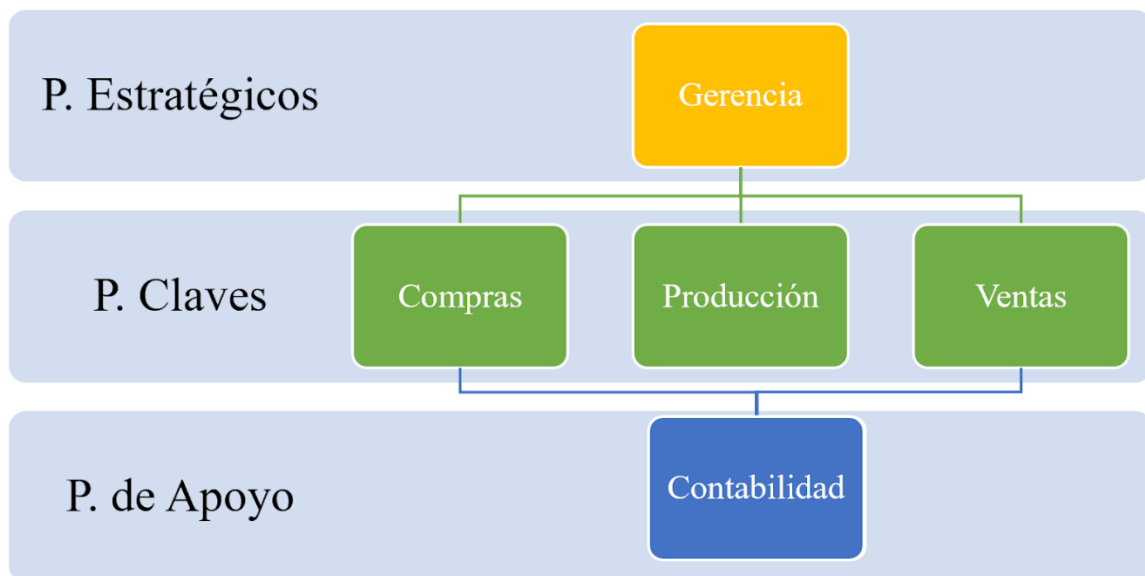 P. Estratégicos
Gerencia
P. Claves
Compras
Producción
Ventas
P. de Apoyo
Contabilidad